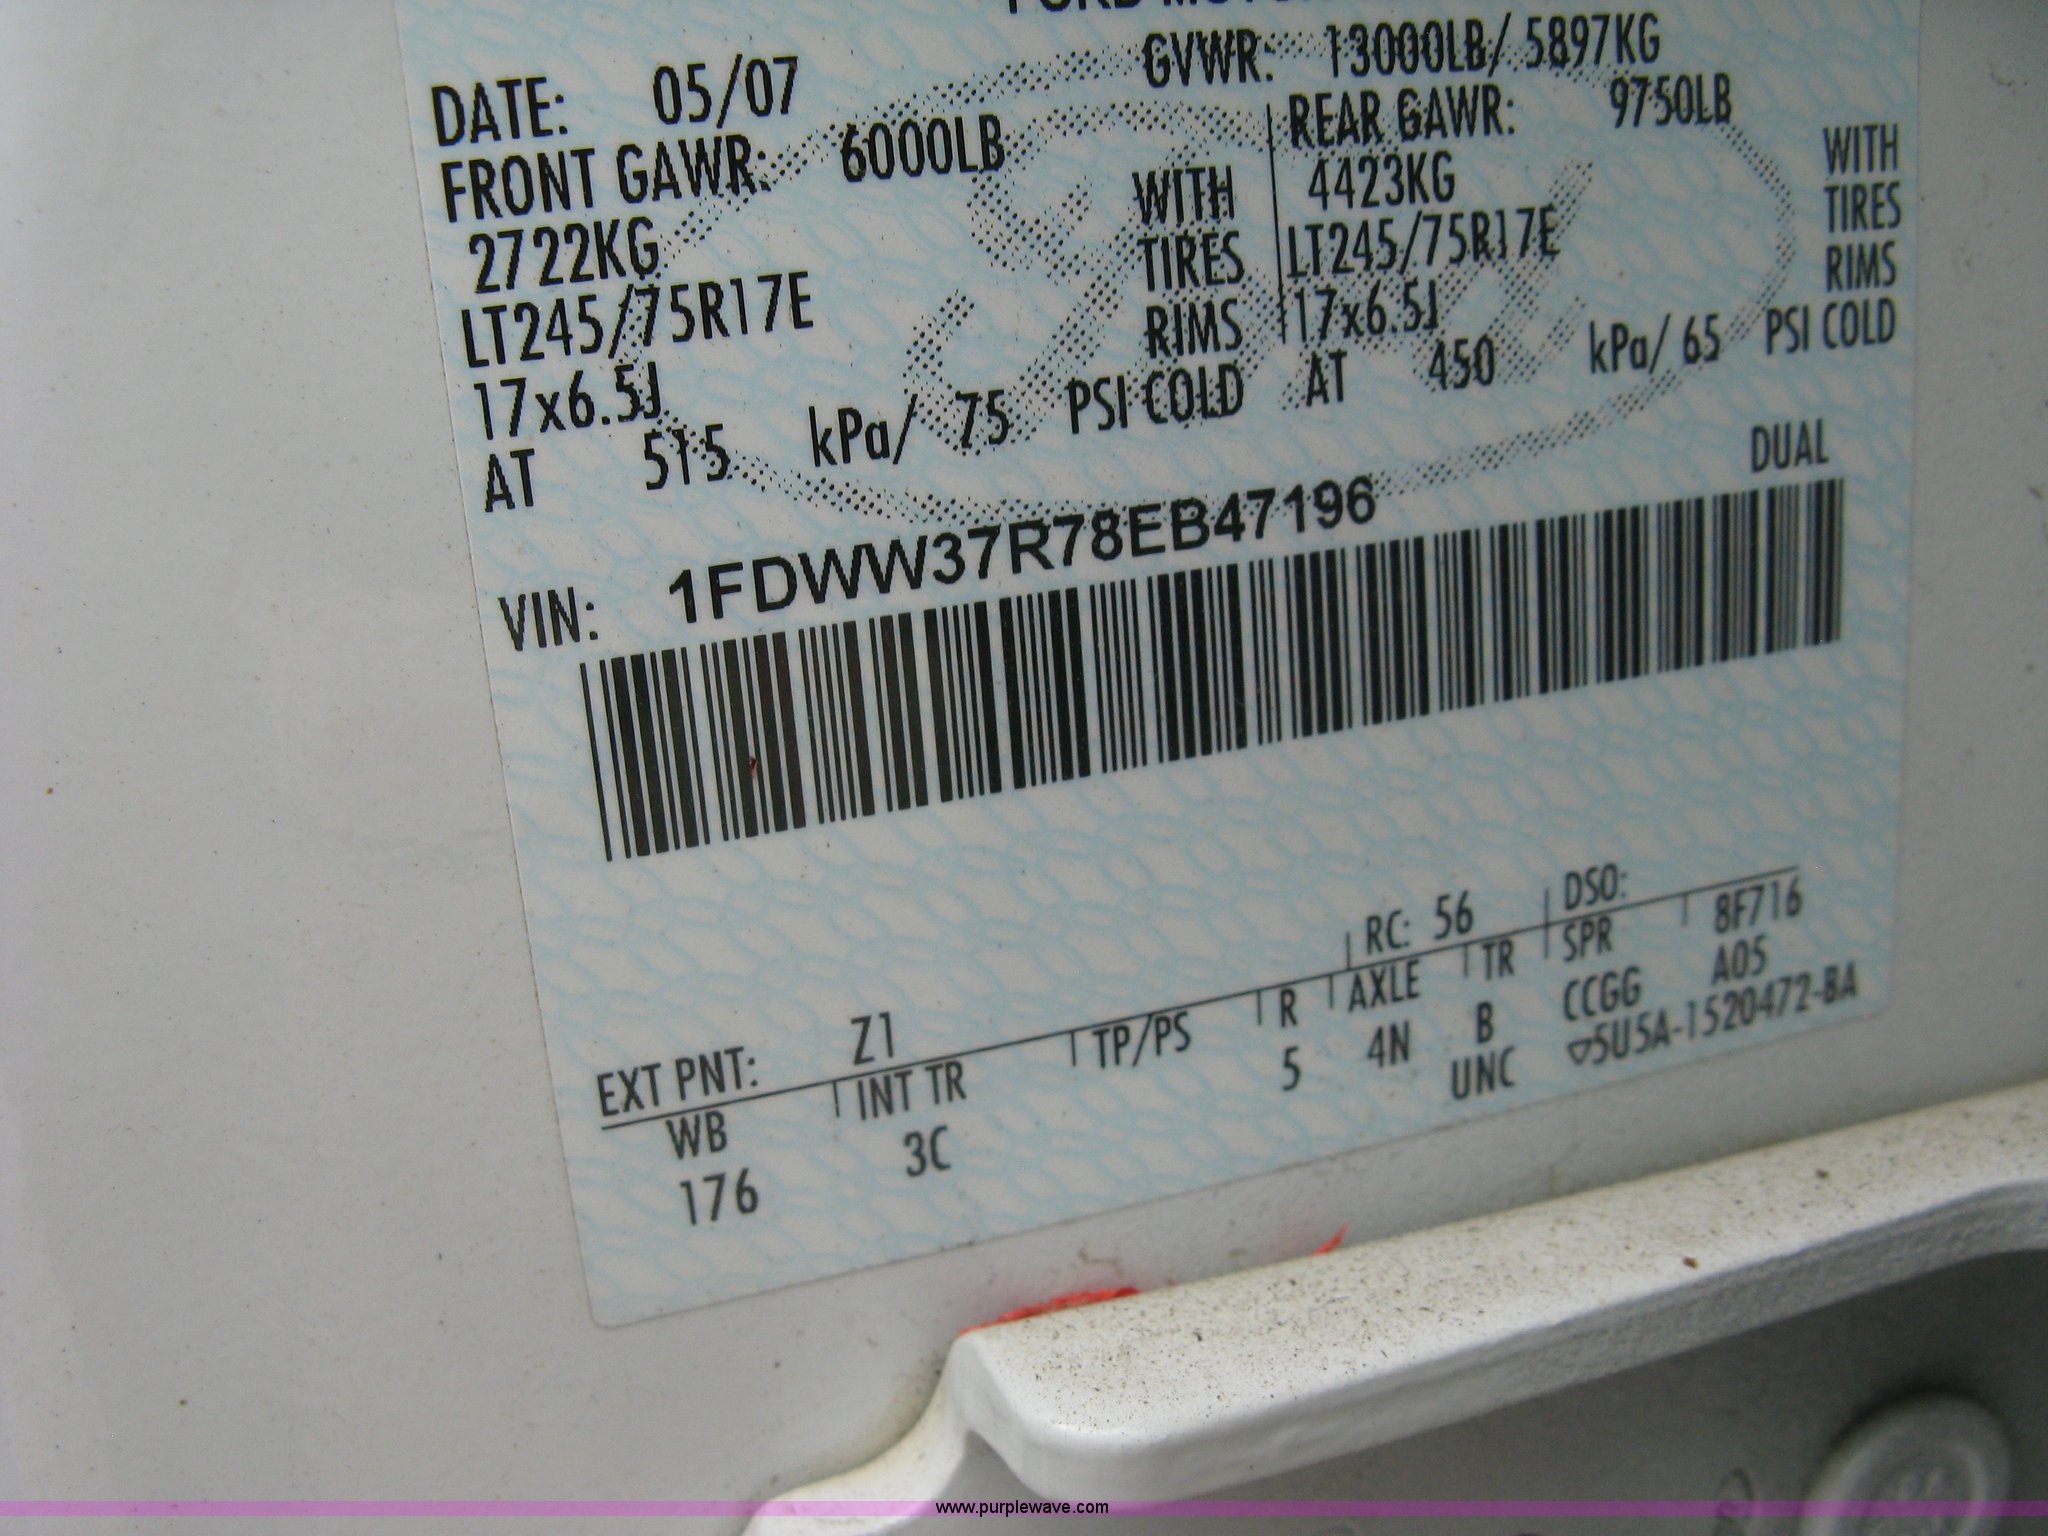 FORD MOTOR
DATE: 05/07 GVWR: 13000LB/ 5897KG
FRONT GAWR: 6000LB REAR GAWR: 9750LB
2722KG WITH 4423KG WITH
LT245/75R17E TIRES LT245/75R17E TIRES
17x6.5J RIMS 17x6.5J RIMS
AT 515 kPa/ 75 PSI COLD AT 450 kPa/ 65 PSI COLD
DUAL
VIN: 1FDWW37R78EB47196
EXT PNT: Z1 RC: 56 DSO:
WB INT TR TP/PS R AXLE TR SPR 8F716
176 3C 5 4N B CCGG A05
UNC ▽5U5A-1520472-BA
www.purplewave.com